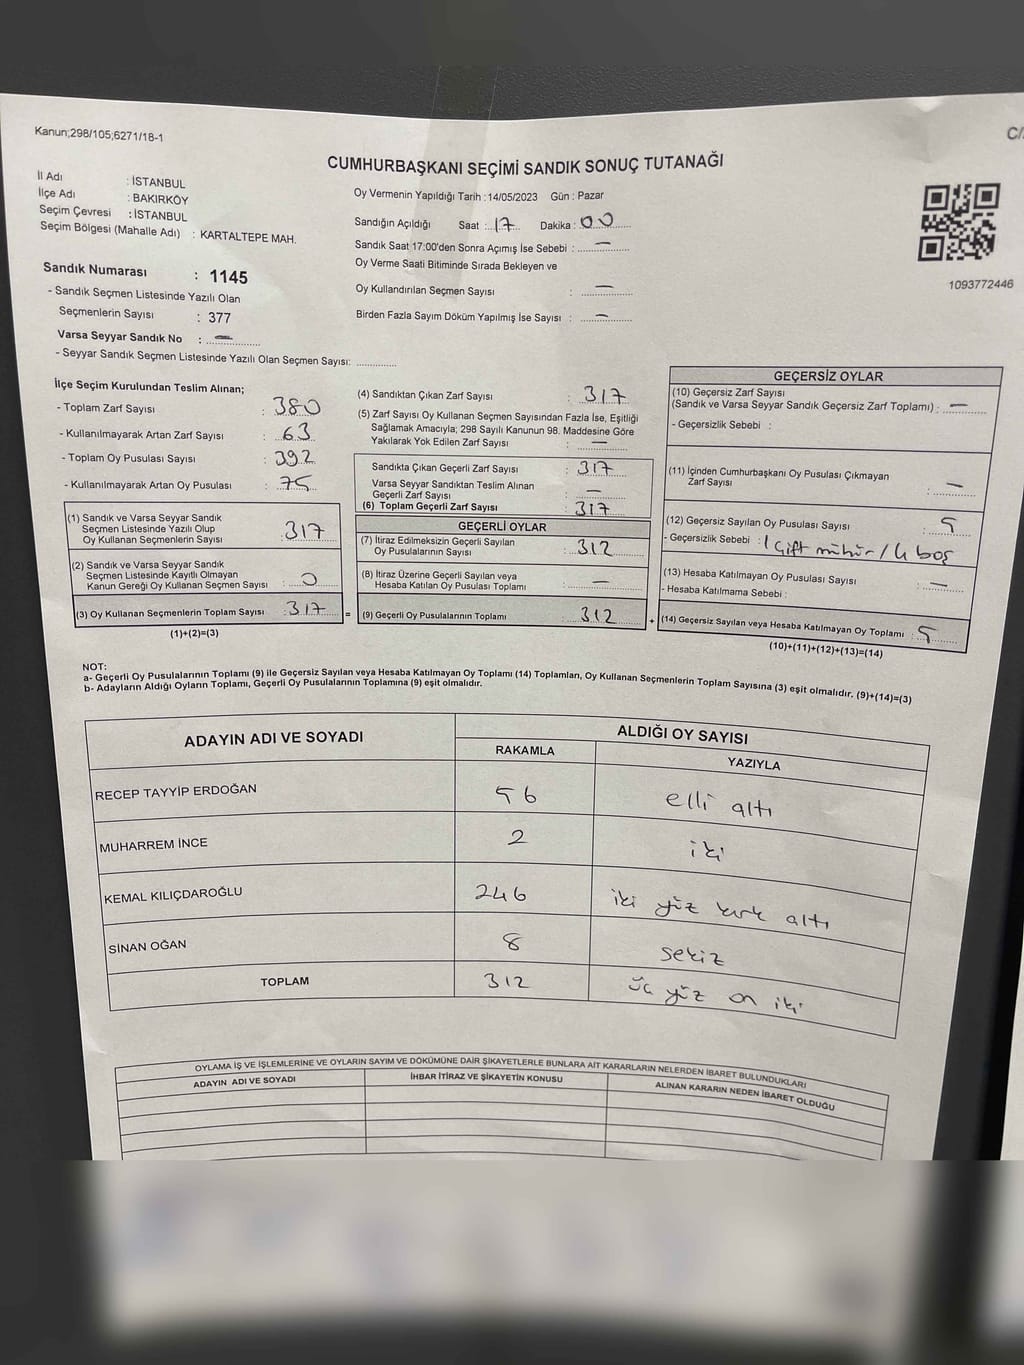 Kanun;298/105;6271/18-1
CUMHURBAŞKANI SEÇİMİ SANDIK SONUÇ TUTANAĞI
İl Adı : İSTANBUL
İlçe Adı : BAKIRKÖY
Seçim Çevresi : İSTANBUL
Seçim Bölgesi (Mahalle Adı) : KARTALTEPE MAH.
Sandık Numarası : 1145
- Sandık Seçmen Listesinde Yazılı Olan
Seçmenlerin Sayısı : 377
Varsa Seyyar Sandık No : —
- Seyyar Sandık Seçmen Listesinde Yazılı Olan Seçmen Sayısı: ............
Oy Vermenin Yapıldığı Tarih : 14/05/2023 Gün : Pazar
Sandığın Açıldığı Saat : 17 Dakika : 00
Sandık Saat 17:00'den Sonra Açımış İse Sebebi : —
Oy Verme Saati Bitiminde Sırada Bekleyen ve
Oy Kullandırılan Seçmen Sayısı : —
Birden Fazla Sayım Döküm Yapılmış İse Sayısı : —
1093772446
İlçe Seçim Kurulundan Teslim Alınan;
- Toplam Zarf Sayısı : 380
- Kullanılmayarak Artan Zarf Sayısı : 63
- Toplam Oy Pusulası Sayısı : 392
- Kullanılmayarak Artan Oy Pusulası : 75
(1) Sandık ve Varsa Seyyar Sandık
Seçmen Listesinde Yazılı Olup
Oy Kullanan Seçmenlerin Sayısı : 317
(2) Sandık ve Varsa Seyyar Sandık
Seçmen Listesinde Kayıtlı Olmayan
Kanun Gereği Oy Kullanan Seçmen Sayısı : 0
(3) Oy Kullanan Seçmenlerin Toplam Sayısı : 317 =
(1)+(2)=(3)
(4) Sandıktan Çıkan Zarf Sayısı : 317
(5) Zarf Sayısı Oy Kullanan Seçmen Sayısından Fazla İse, Eşitliği
Sağlamak Amacıyla; 298 Sayılı Kanunun 98. Maddesine Göre
Yakılarak Yok Edilen Zarf Sayısı : —
Sandıkta Çıkan Geçerli Zarf Sayısı : 317
Varsa Seyyar Sandıktan Teslim Alınan
Geçerli Zarf Sayısı : —
(6) Toplam Geçerli Zarf Sayısı : 317
GEÇERLİ OYLAR
(7) İtiraz Edilmeksizin Geçerli Sayılan
Oy Pusulalarının Sayısı : 312
(8) İtiraz Üzerine Geçerli Sayılan veya
Hesaba Katılan Oy Pusulası Toplamı : —
(9) Geçerli Oy Pusulalarının Toplamı : 312 +
GEÇERSİZ OYLAR
(10) Geçersiz Zarf Sayısı
(Sandık ve Varsa Seyyar Sandık Geçersiz Zarf Toplamı) : —
- Geçersizlik Sebebi :
(11) İçinden Cumhurbaşkanı Oy Pusulası Çıkmayan
Zarf Sayısı : —
(12) Geçersiz Sayılan Oy Pusulası Sayısı : 5
- Geçersizlik Sebebi : 1 Çift mühür / 4 boş
(13) Hesaba Katılmayan Oy Pusulası Sayısı : —
- Hesaba Katılmama Sebebi :
(14) Geçersiz Sayılan veya Hesaba Katılmayan Oy Toplamı : 5
(10)+(11)+(12)+(13)=(14)
NOT:
a- Geçerli Oy Pusulalarının Toplamı (9) ile Geçersiz Sayılan veya Hesaba Katılmayan Oy Toplamı (14) Toplamları, Oy Kullanan Seçmenlerin Toplam Sayısına (3) eşit olmalıdır. (9)+(14)=(3)
b- Adayların Aldığı Oyların Toplamı, Geçerli Oy Pusulalarının Toplamına (9) eşit olmalıdır.
ADAYIN ADI VE SOYADI ALDIĞI OY SAYISI
RAKAMLA YAZIYLA
RECEP TAYYİP ERDOĞAN 56 elli altı
MUHARREM İNCE 2 iki
KEMAL KILIÇDAROĞLU 246 iki yüz kırk altı
SİNAN OĞAN 8 sekiz
TOPLAM 312 üç yüz on iki
OYLAMA İŞ VE İŞLEMLERİNE VE OYLARIN SAYIM VE DÖKÜMÜNE DAİR ŞİKAYETLERLE BUNLARA AİT KARARLARIN NELERDEN İBARET BULUNDUKLARI
ADAYIN ADI VE SOYADI İHBAR İTİRAZ VE ŞİKAYETİN KONUSU ALINAN KARARIN NEDEN İBARET OLDUĞU